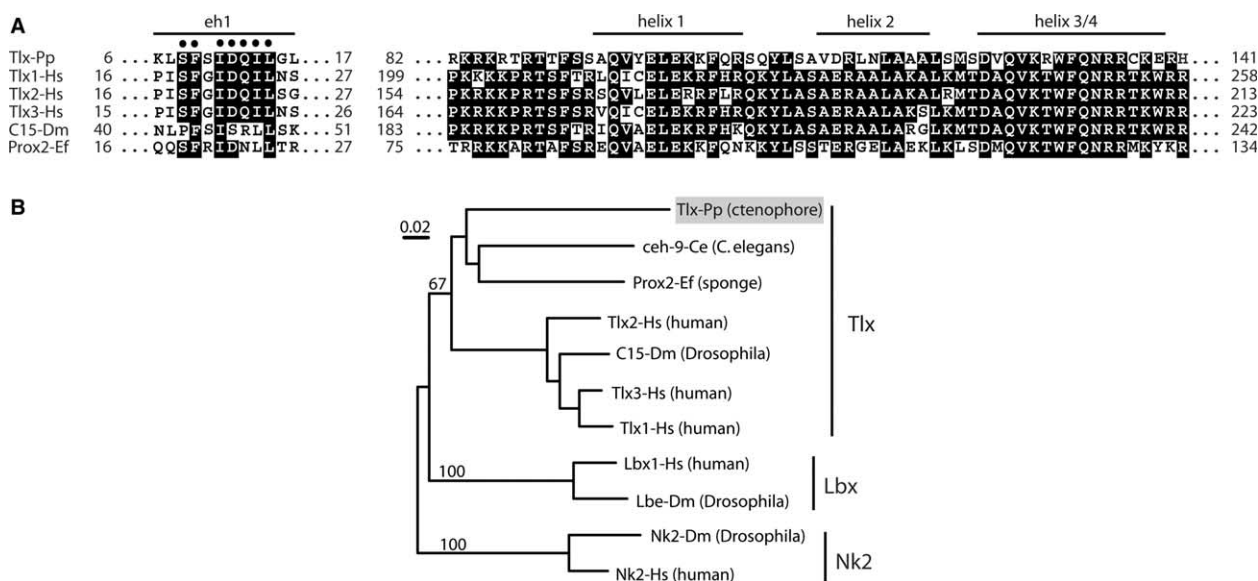 A
eh1 helix 1 helix 2 helix 3/4
Tlx-Pp 6 ...KLSFSIDQILGL... 17 82 ...RKRKRTRTTFSSAQVYELEKKFQRSQYLSAVDRLNLAAALSMSDVQVKRWFQNRRCKERH... 141
Tlx1-Hs 16 ...PISFGIDQILNS... 27 199 ...PKKKKPRTSFTRLQICELEKRFHRQKYLASAERAALAKALKMTDAQVKTWFQNRRTKWRR... 258
Tlx2-Hs 16 ...PISFGIDQILSG... 27 154 ...PKRKKPRTSFSRSQVLELERRFLRQKYLASAERAALAKALRMTDAQVKTWFQNRRTKWRR... 213
Tlx3-Hs 15 ...PISFGIDQILNS... 26 164 ...PKRKKPRTSFSRVQICELEKRFHRQKYLASAERAALAKSLKMTDAQVKTWFQNRRTKWRR... 223
C15-Dm 40 ...NLPFSISRLLSK... 51 183 ...PKRKKPRTSFTRIQVAELEKRFHKQKYLASAERAALARGLKMTDAQVKTWFQNRRTKWRR... 242
Prox2-Ef 16 ...QQSFRIDNLLTR... 27 75 ...TRRKKARTAFSREQVAELEKKFQNKKYLSSTERGELAEKLKLSDMQVKTWFQNRRMKYKR... 134
B
0.02
Tlx-Pp (ctenophore)
ceh-9-Ce (C. elegans)
67
Prox2-Ef (sponge)
Tlx2-Hs (human)
Tlx
C15-Dm (Drosophila)
Tlx3-Hs (human)
Tlx1-Hs (human)
Lbx1-Hs (human)
100
Lbx
Lbe-Dm (Drosophila)
Nk2-Dm (Drosophila)
100
Nk2
Nk2-Hs (human)